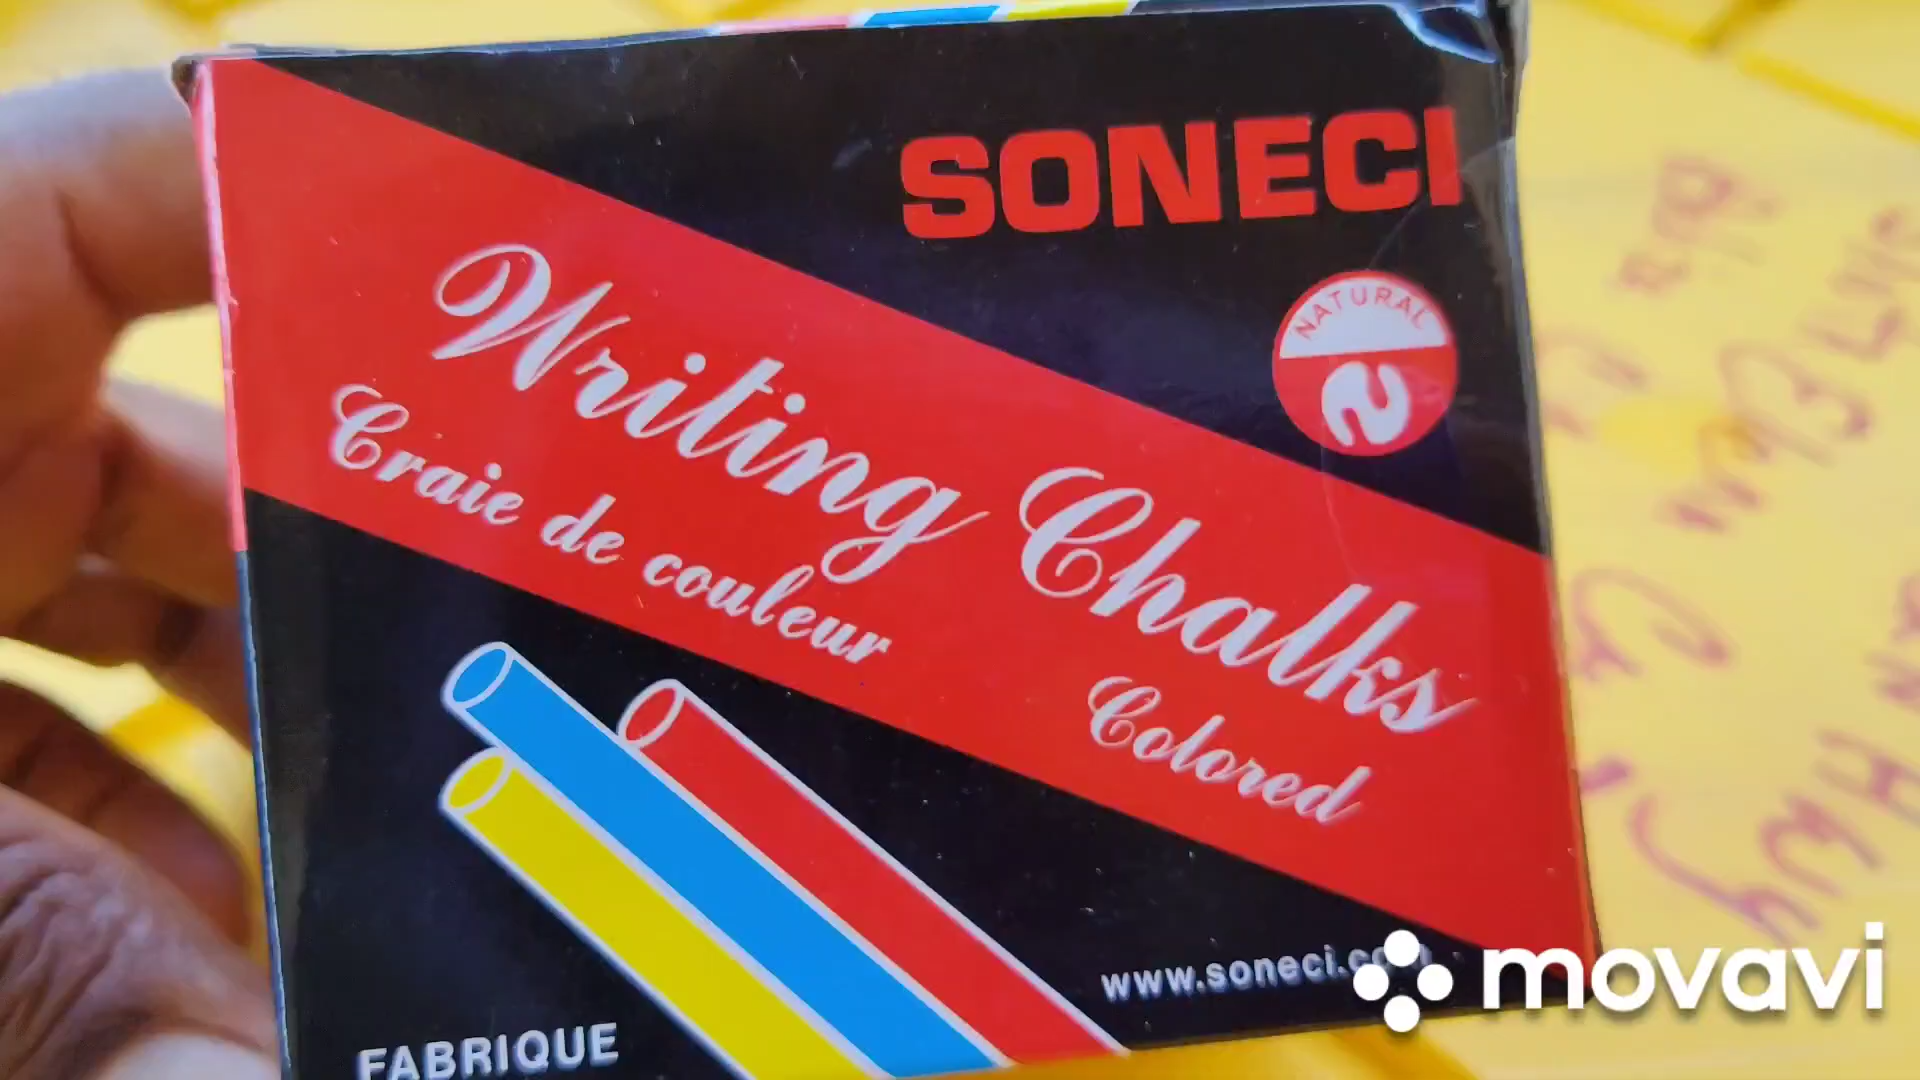 SONECI
NATURAL
Writing Chalks
Craie de couleur
Colored
www.soneci.com
FABRIQUE
movavi